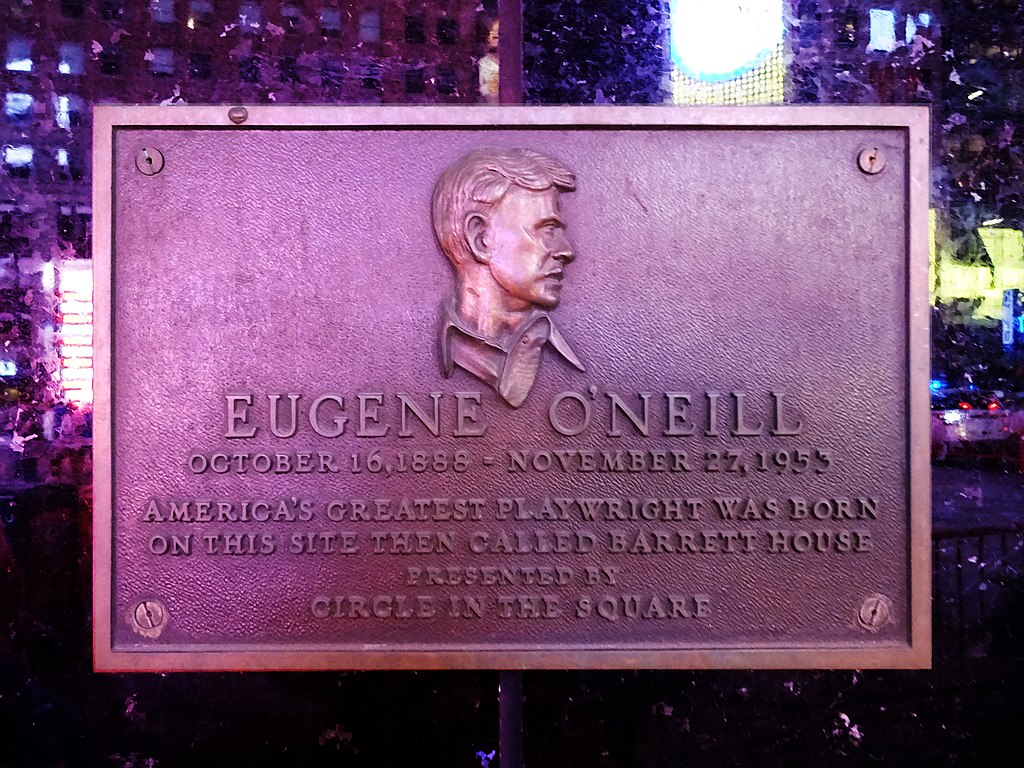 EUGENE O'NEILL
OCTOBER 16, 1888 - NOVEMBER 27, 1953
AMERICA'S GREATEST PLAYWRIGHT WAS BORN
ON THIS SITE THEN CALLED BARRETT HOUSE
PRESENTED BY
CIRCLE IN THE SQUARE